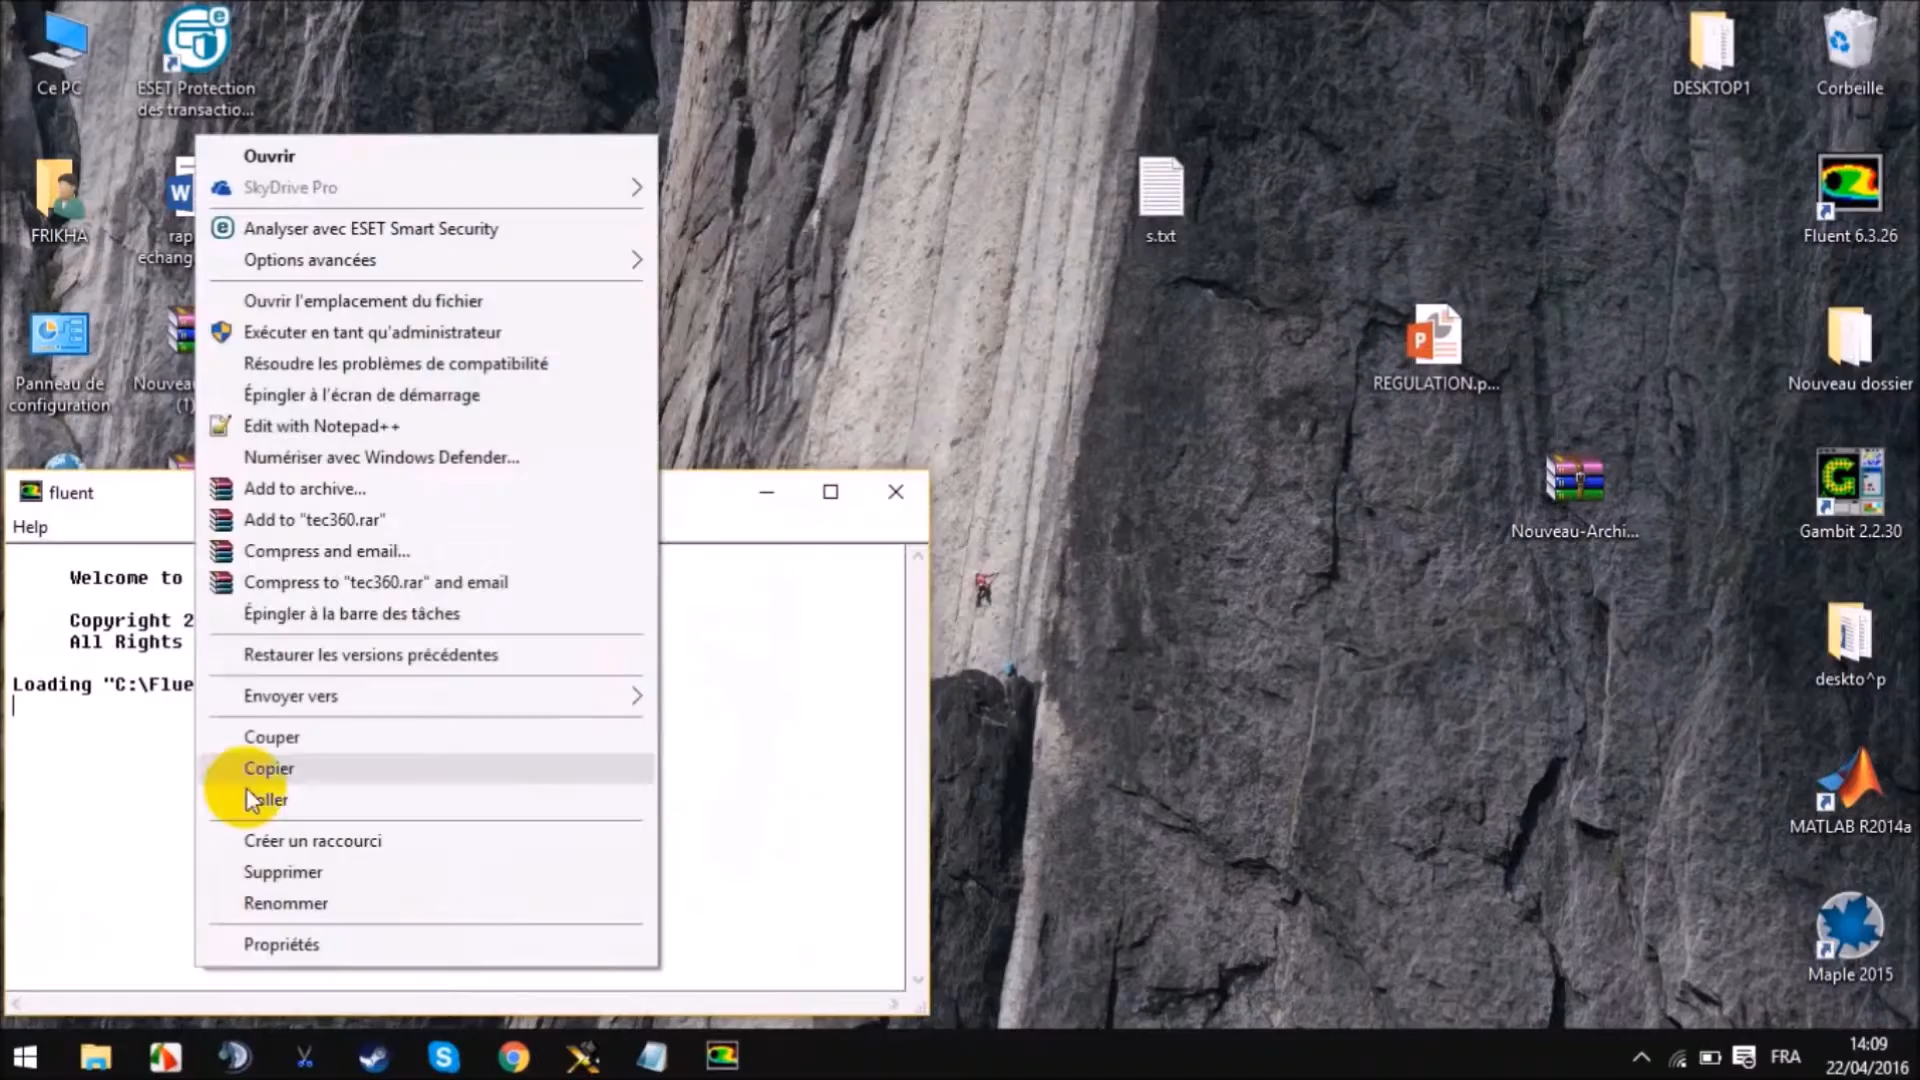 Ce PC
ESET Protection
des transactio...
DESKTOP1
Corbeille
FRIKHA
rap
echang
s.txt
Fluent 6.3.26
Panneau de
configuration
Nouveau
(1)
REGULATION.p...
Nouveau dossier
Nouveau-Archi...
Gambit 2.2.30
deskto^p
MATLAB R2014a
Maple 2015
Ouvrir
SkyDrive Pro
Analyser avec ESET Smart Security
Options avancées
Ouvrir l'emplacement du fichier
Exécuter en tant qu'administrateur
Résoudre les problèmes de compatibilité
Épingler à l'écran de démarrage
Edit with Notepad++
Numériser avec Windows Defender...
Add to archive...
Add to "tec360.rar"
Compress and email...
Compress to "tec360.rar" and email
Épingler à la barre des tâches
Restaurer les versions précédentes
Envoyer vers
Couper
Copier
oller
Créer un raccourci
Supprimer
Renommer
Propriétés
fluent
Help
Welcome to
Copyright 2
All Rights
Loading "C:\Flue
FRA
14:09
22/04/2016